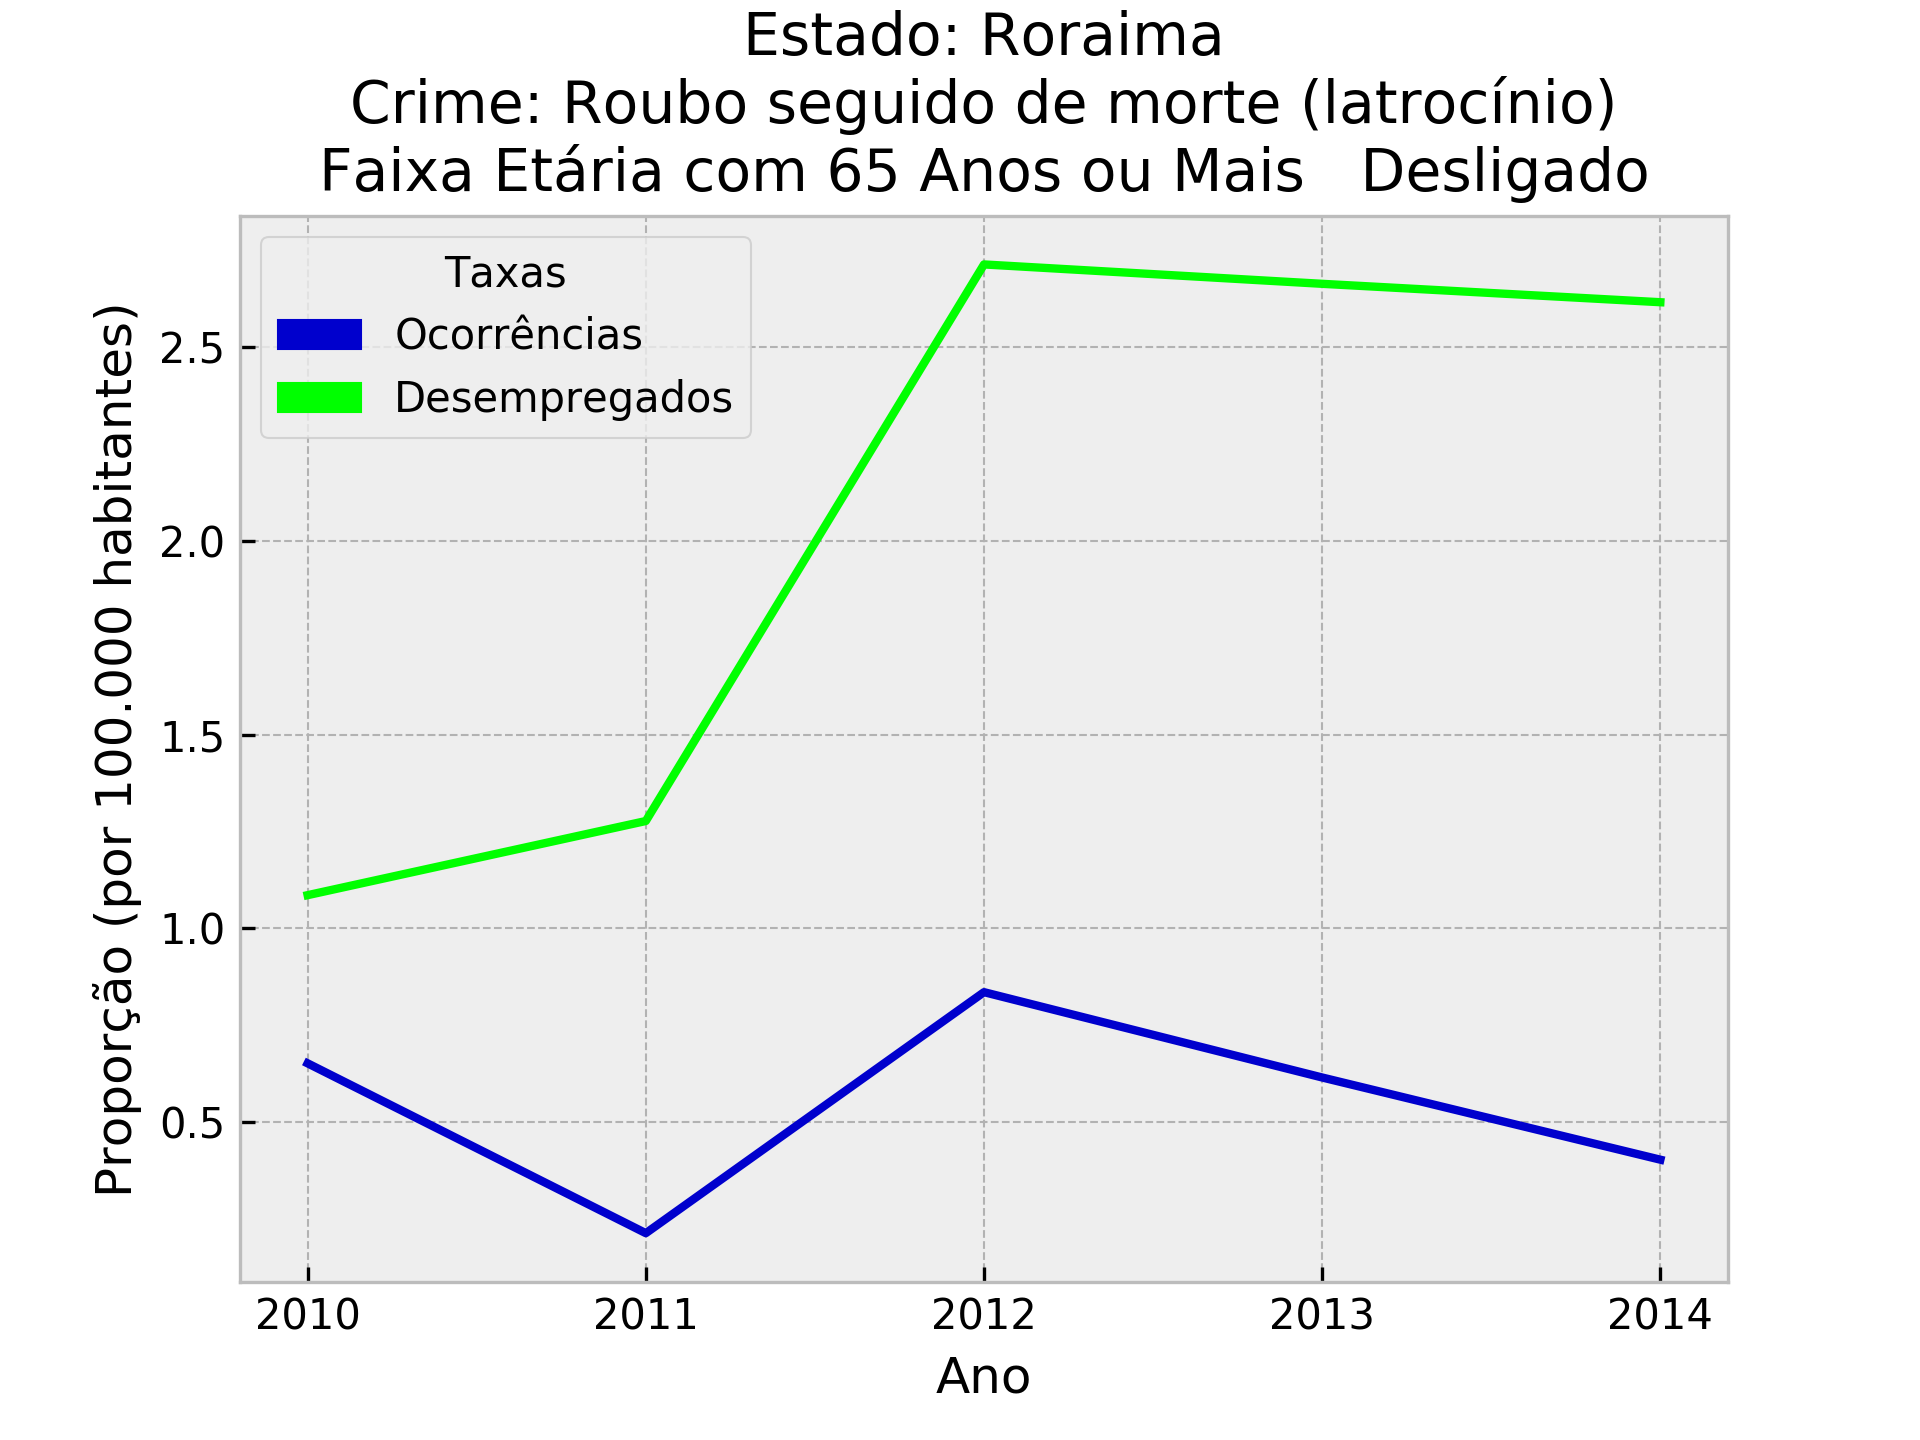 Estado: Roraima
Crime: Roubo seguido de morte (latrocínio)
Faixa Etária com 65 Anos ou Mais   Desligado
Taxas
Ocorrências
Desempregados
Proporção (por 100.000 habitantes)
2.5
2.0
1.5
1.0
0.5
2010 2011 2012 2013 2014
Ano